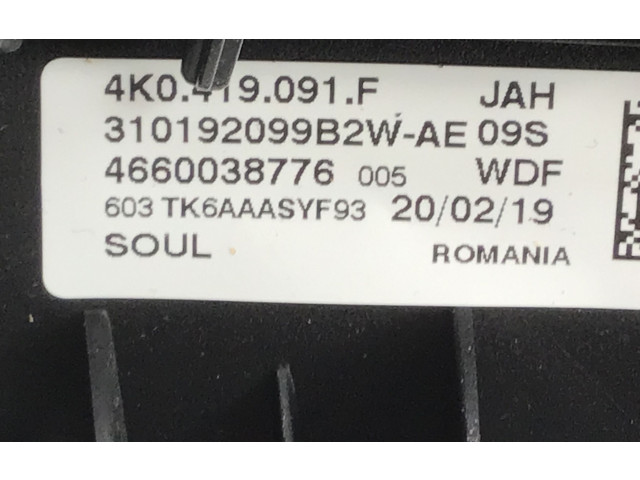 4K0.419.091.F JAH
310192099B2W-AE 09S
4660038776 005 WDF
603 TK6AAASYF93 20/02/19
SOUL ROMANIA